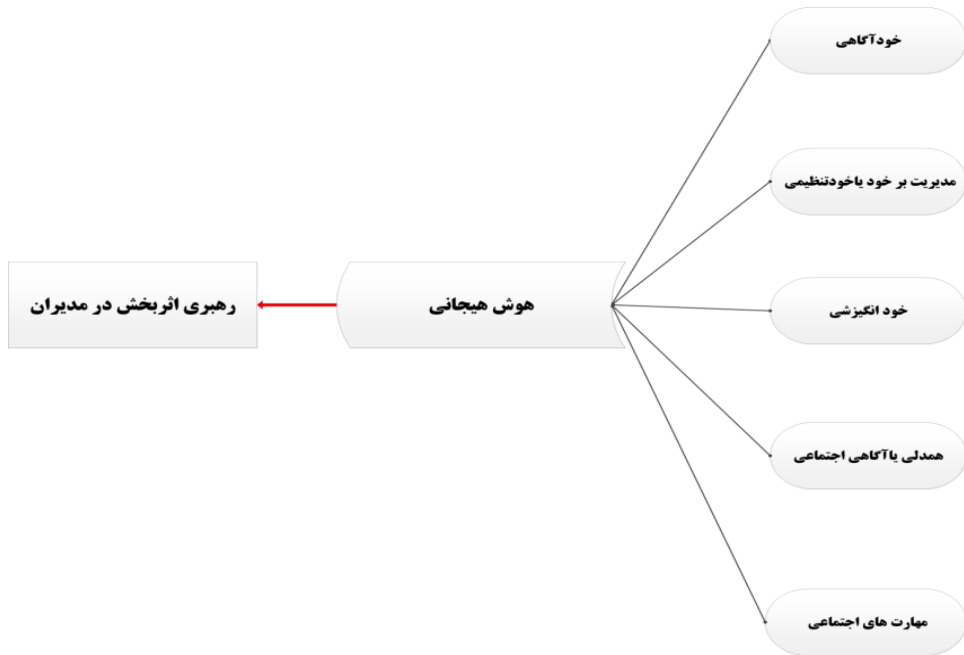 خودآگاهی
مدیریت بر خود یاخودتنظیمی
خود انگیزشی
همدلی یاآگاهی اجتماعی
مهارت های اجتماعی
هوش هیجانی
رهبری اثربخش در مدیران